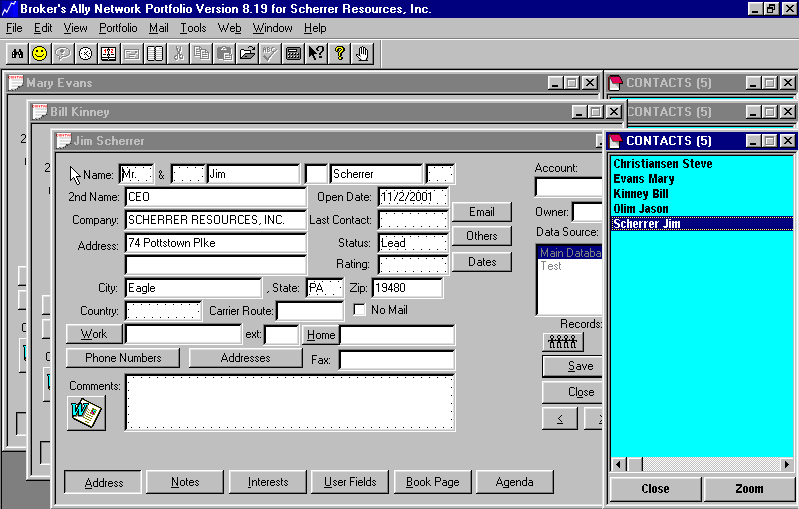 Broker's Ally Network Portfolio Version 8.19 for Scherrer Resources, Inc.
File Edit View Portfolio Mail Tools Web Window Help
Mary Evans
CONTACTS (5)
Bill Kinney
CONTACTS (5)
Jim Scherrer
CONTACTS (5)
Name: Mr. & Jim Scherrer
2nd Name: CEO Open Date: 11/2/2001
Company: SCHERRER RESOURCES, INC. Last Contact: Email
Address: 74 Pottstown PIke Status: Lead Others
Rating: Dates
City: Eagle , State: PA Zip: 19480
Country: Carrier Route: No Mail
Work ext: Home
Phone Numbers Addresses Fax:
Comments:
Address Notes Interests User Fields Book Page Agenda
Account:
Owner:
Data Source:
Main Databa
Test
Records:
Save
Close
< >
Christiansen Steve
Evans Mary
Kinney Bill
Olim Jason
Scherrer Jim
Close Zoom